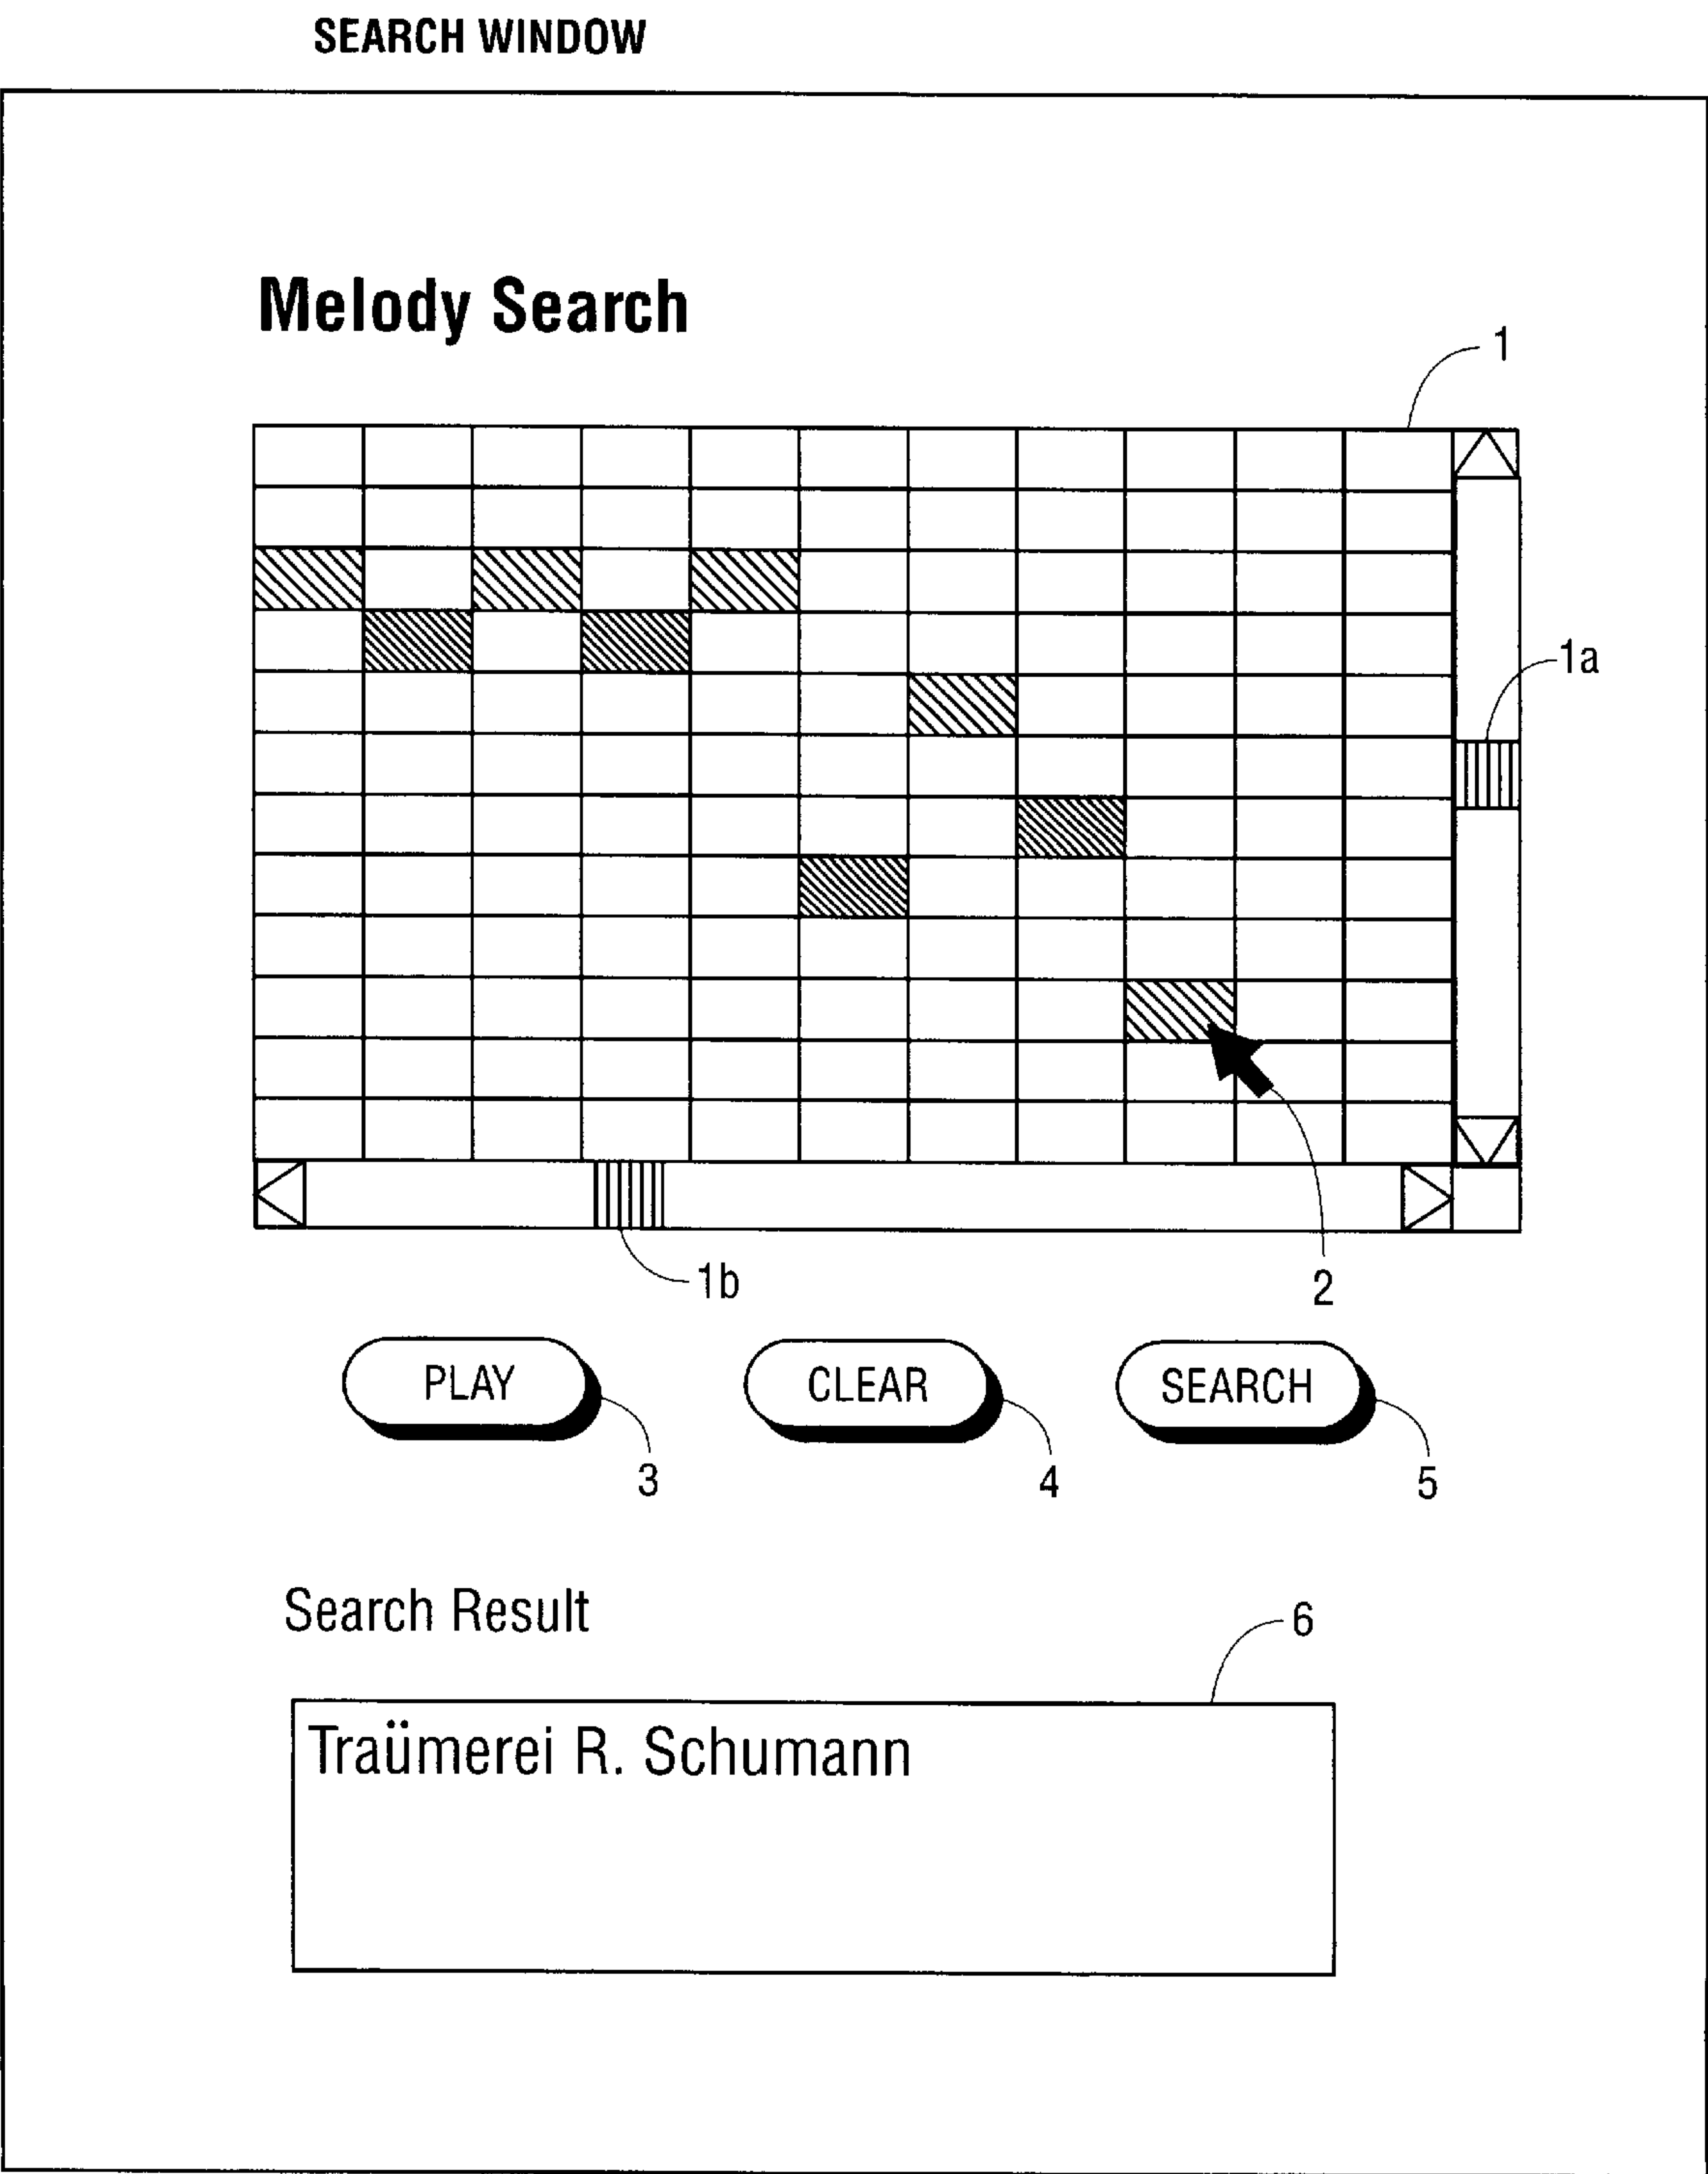 SEARCH WINDOW
Melody Search
1
1a
1b
2
PLAY
CLEAR
SEARCH
3
4
5
Search Result
6
Traümerei R. Schumann